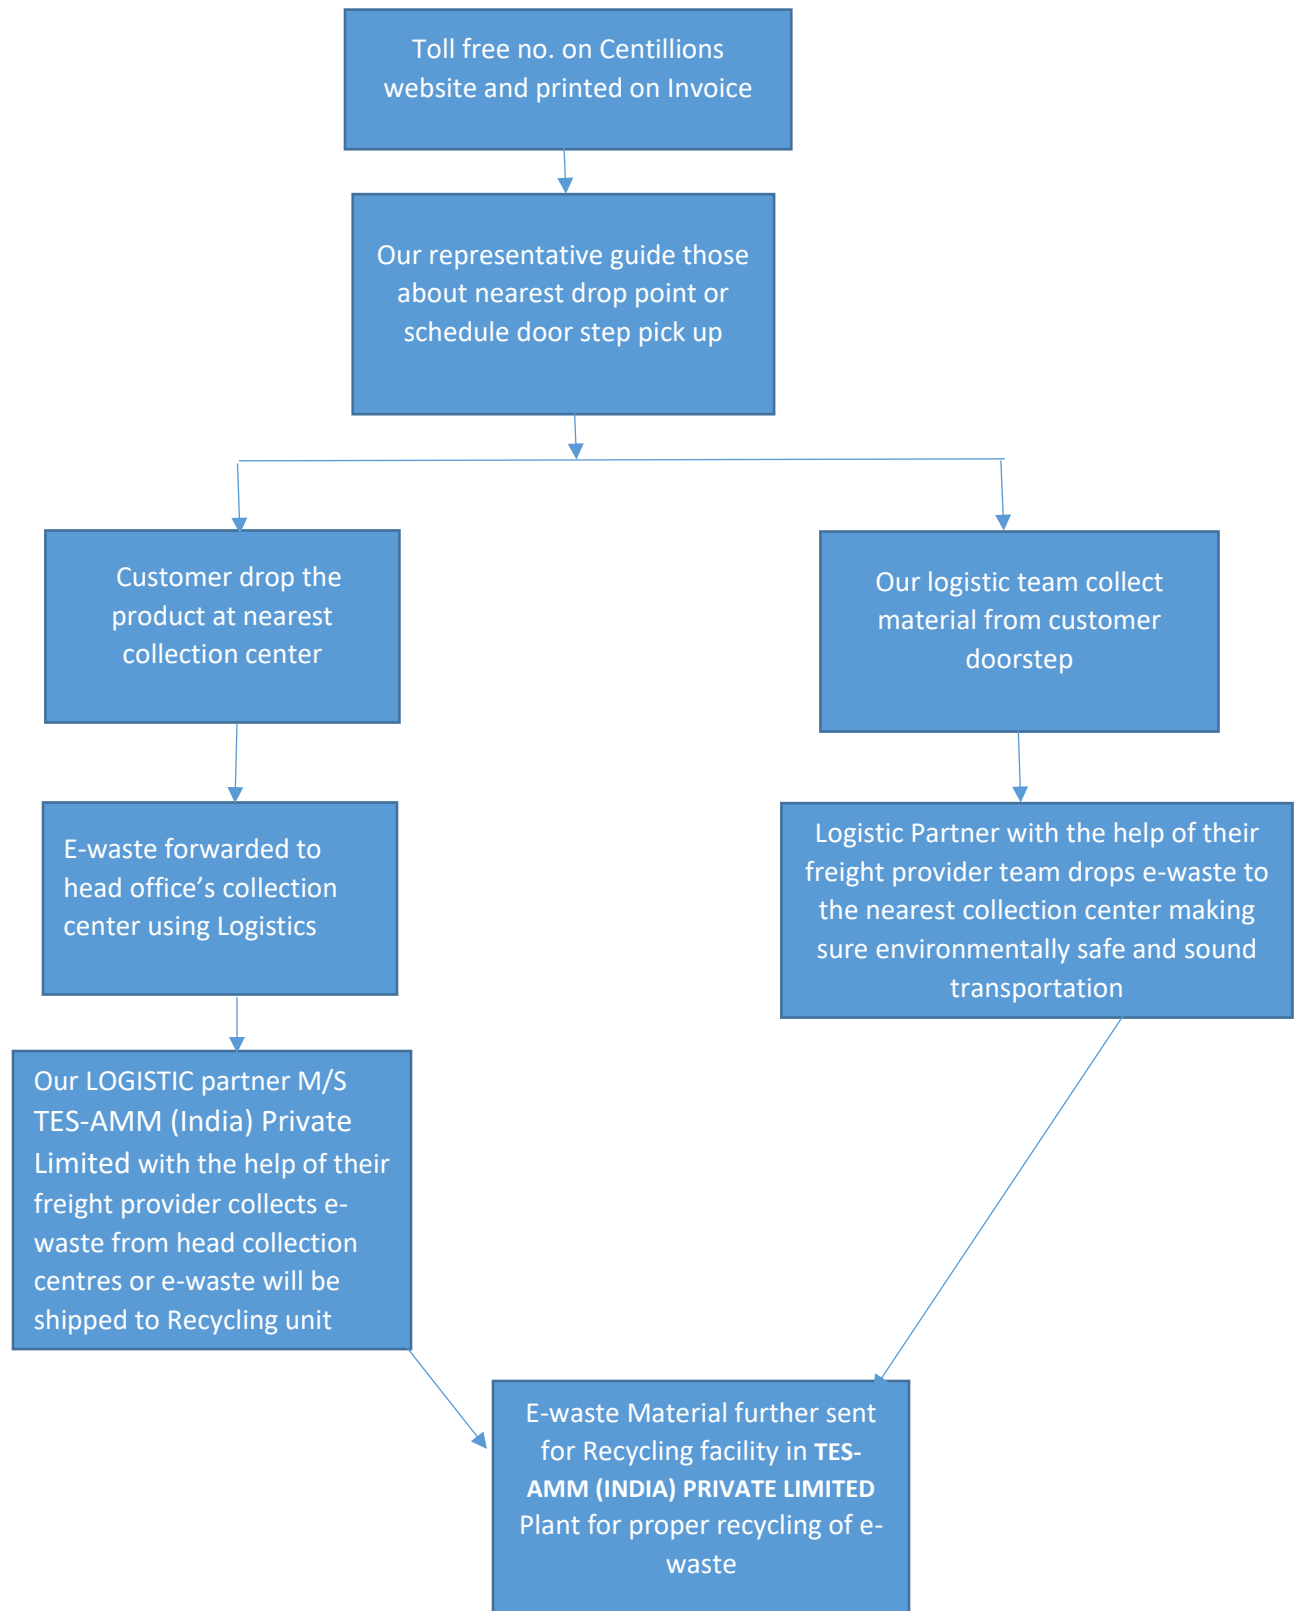 Toll free no. on Centillions
website and printed on Invoice
Our representative guide those
about nearest drop point or
schedule door step pick up
Customer drop the
product at nearest
collection center
Our logistic team collect
material from customer
doorstep
E-waste forwarded to
head office’s collection
center using Logistics
Logistic Partner with the help of their
freight provider team drops e-waste to
the nearest collection center making
sure environmentally safe and sound
transportation
Our LOGISTIC partner M/S
TES-AMM (India) Private
Limited with the help of their
freight provider collects e-
waste from head collection
centres or e-waste will be
shipped to Recycling unit
E-waste Material further sent
for Recycling facility in TES-
AMM (INDIA) PRIVATE LIMITED
Plant for proper recycling of e-
waste